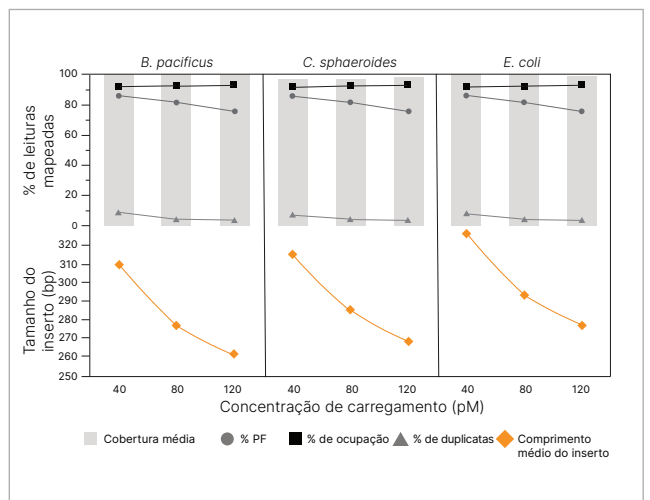 B. pacificus
C. sphaeroides
E. coli
% de leituras
mapeadas
100
80
60
40
20
0
Tamanho do
inserto (bp)
320
310
300
290
280
270
260
250
40
80
120
40
80
120
40
80
120
Concentração de carregamento (pM)
Cobertura média
% PF
% de ocupação
% de duplicatas
Comprimento
médio do inserto